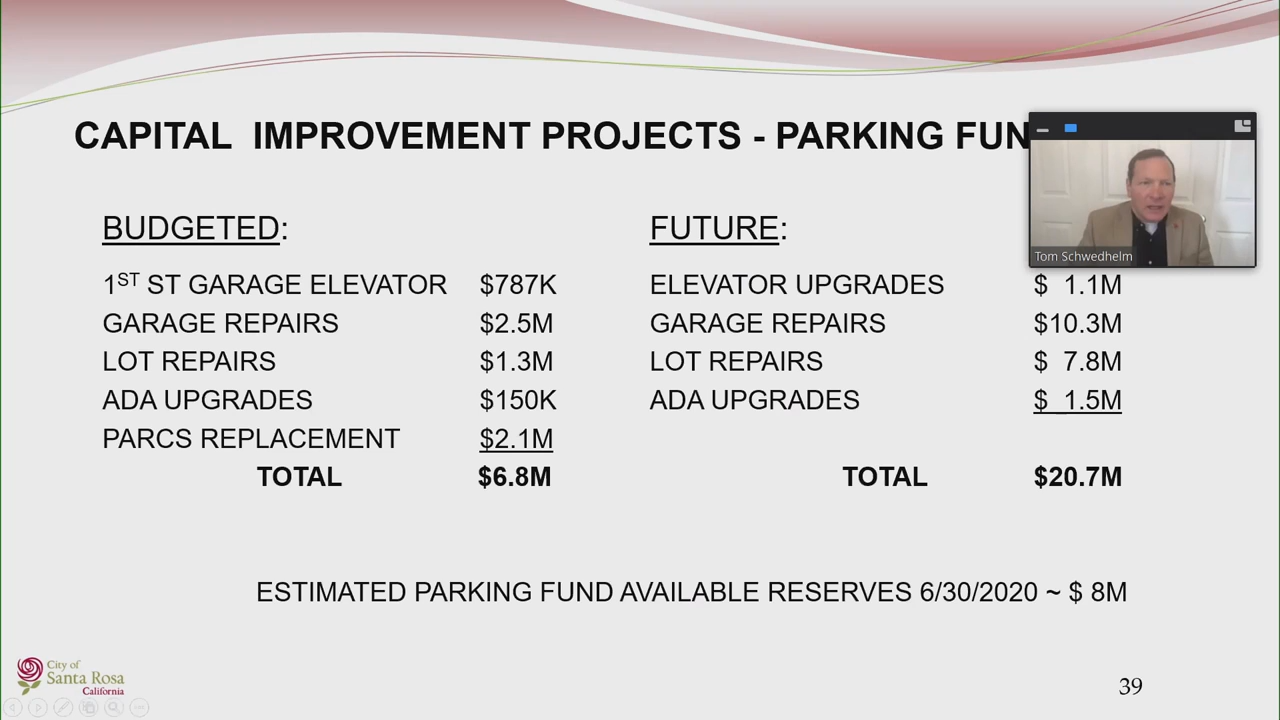 CAPITAL IMPROVEMENT PROJECTS - PARKING FUN
Tom Schwedhelm
BUDGETED:
1ST ST GARAGE ELEVATOR $787K
GARAGE REPAIRS $2.5M
LOT REPAIRS $1.3M
ADA UPGRADES $150K
PARCS REPLACEMENT $2.1M
TOTAL $6.8M
FUTURE:
ELEVATOR UPGRADES $ 1.1M
GARAGE REPAIRS $10.3M
LOT REPAIRS $ 7.8M
ADA UPGRADES $ 1.5M
TOTAL $20.7M
ESTIMATED PARKING FUND AVAILABLE RESERVES 6/30/2020 ~ $ 8M
City of
Santa Rosa
California
39